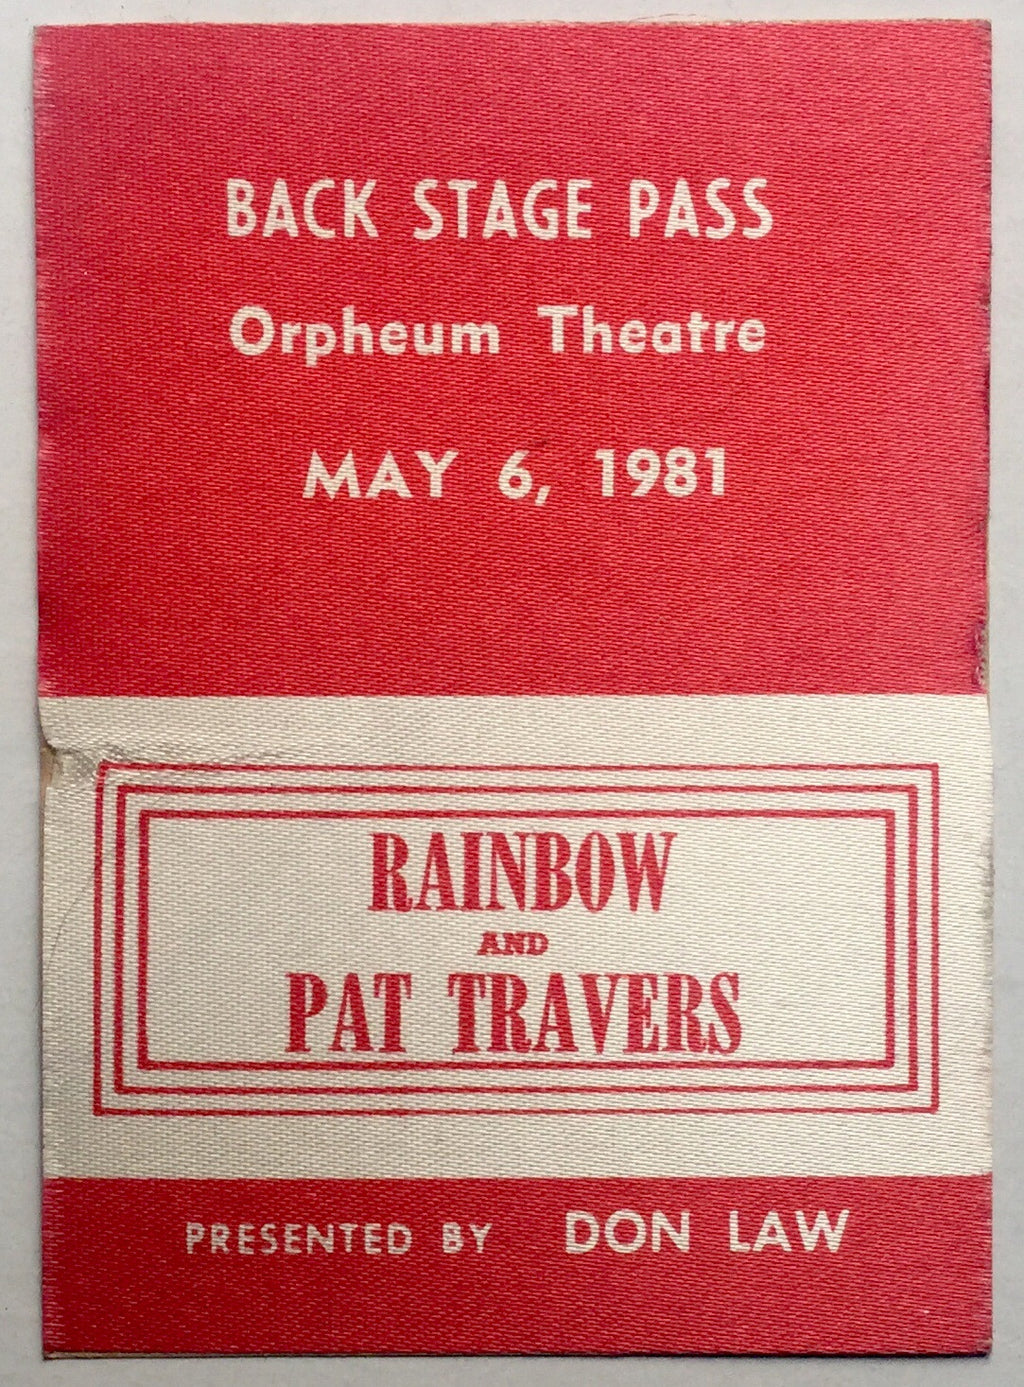 BACK STAGE PASS
Orpheum Theatre
MAY 6, 1981
RAINBOW
AND
PAT TRAVERS
PRESENTED BY DON LAW